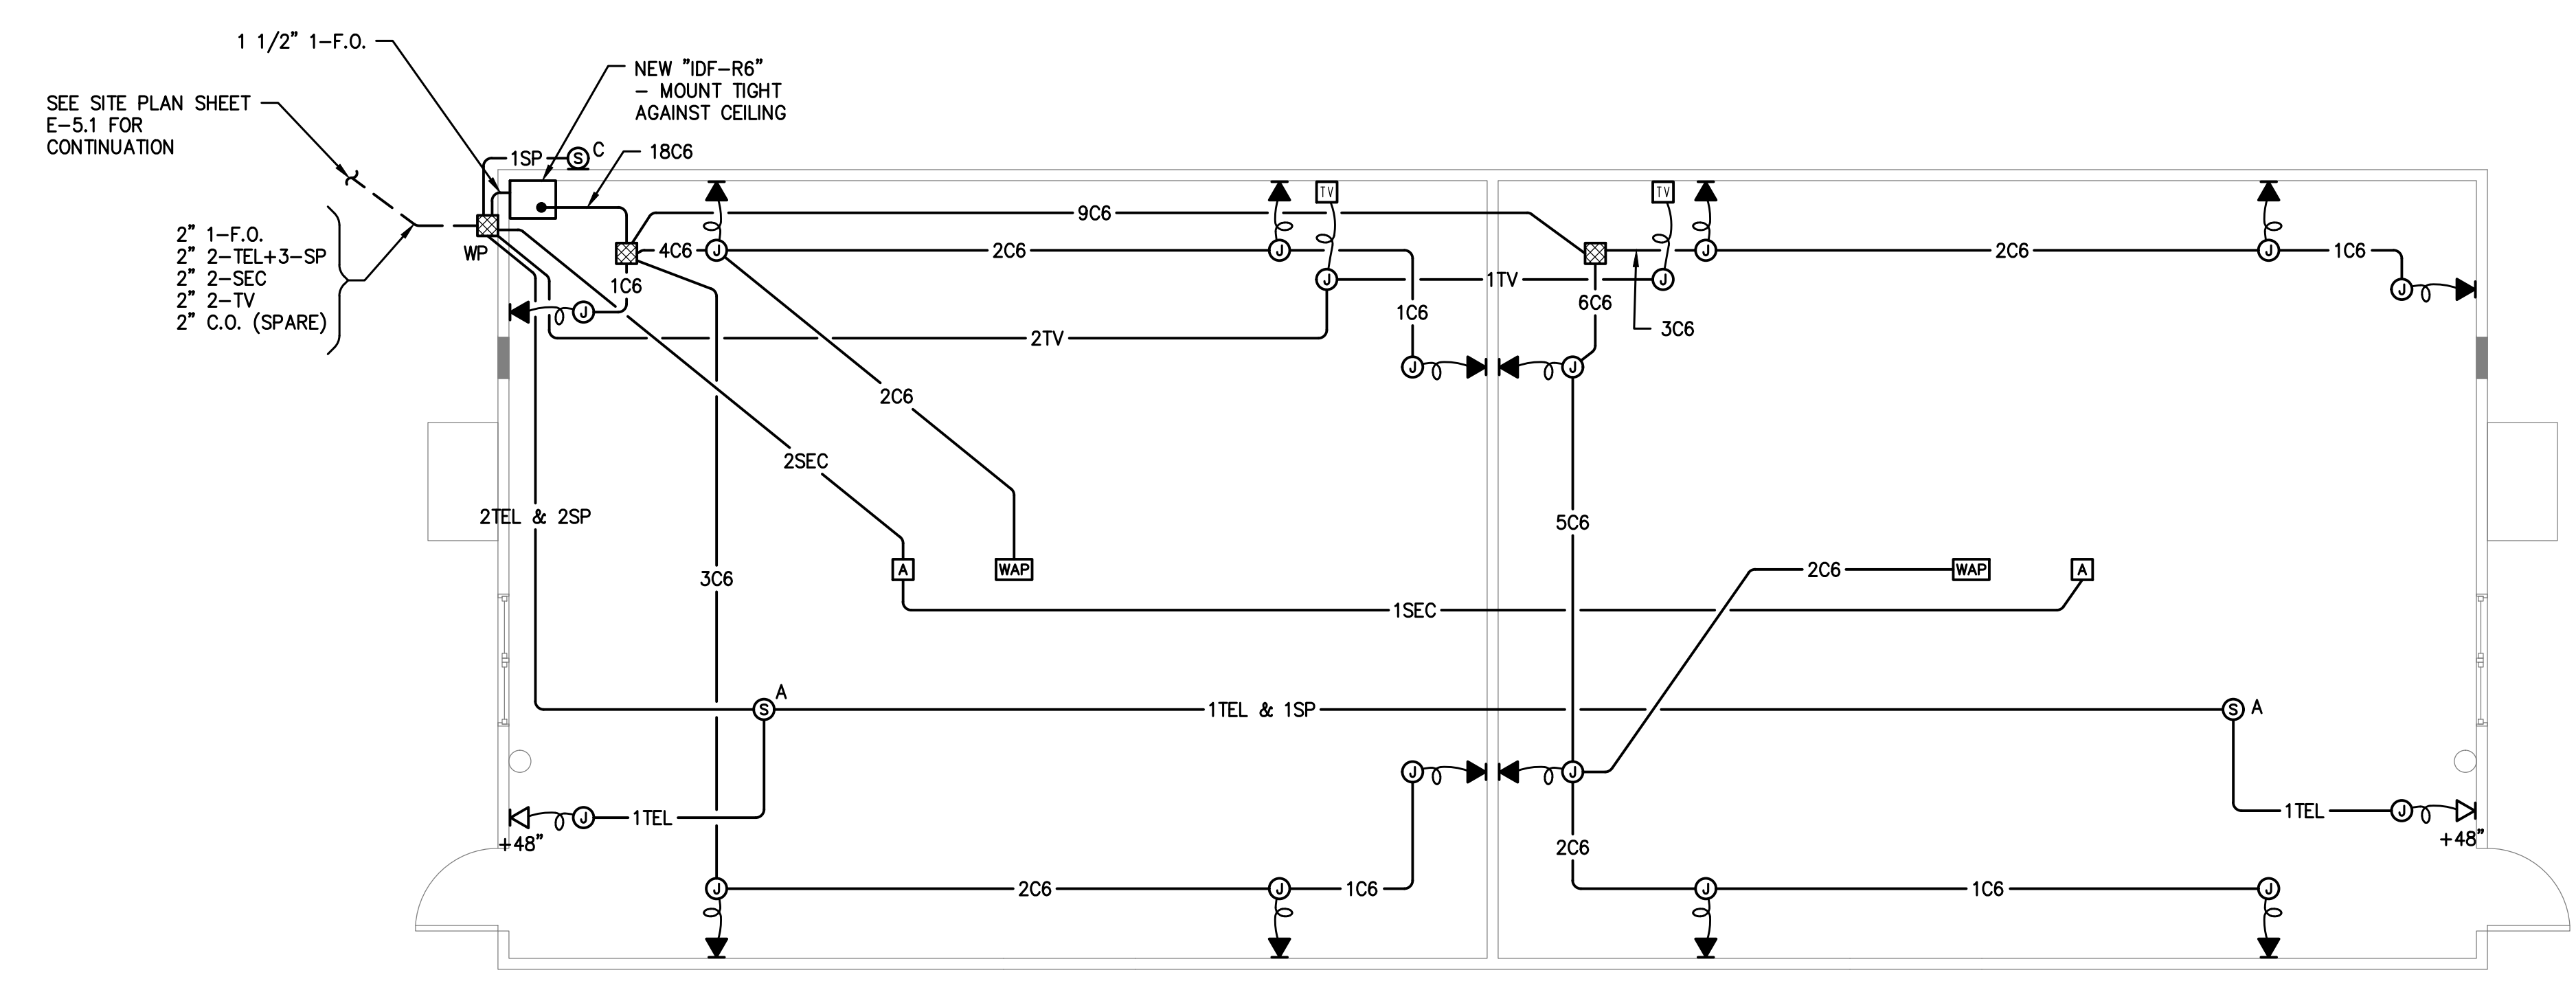 1 1/2" 1-F.O.
NEW "IDF-R6"
- MOUNT TIGHT
AGAINST CEILING
SEE SITE PLAN SHEET
E-5.1 FOR
CONTINUATION
1SP
S
C
18C6
2" 1-F.O.
2" 2-TEL+3-SP
2" 2-SEC
2" 2-TV
2" C.O. (SPARE)
WP
TV
TV
9C6
4C6
J
2C6
J
J
2C6
J
1C6
1C6
J
1TV
J
J
1C6
6C6
3C6
J
J
2TV
J
J
2C6
2SEC
2TEL & 2SP
5C6
3C6
A
WAP
2C6
WAP
A
1SEC
A
S
1TEL & 1SP
S
A
J
J
J
1TEL
1TEL
J
+48"
+48"
2C6
J
2C6
J
1C6
J
1C6
J